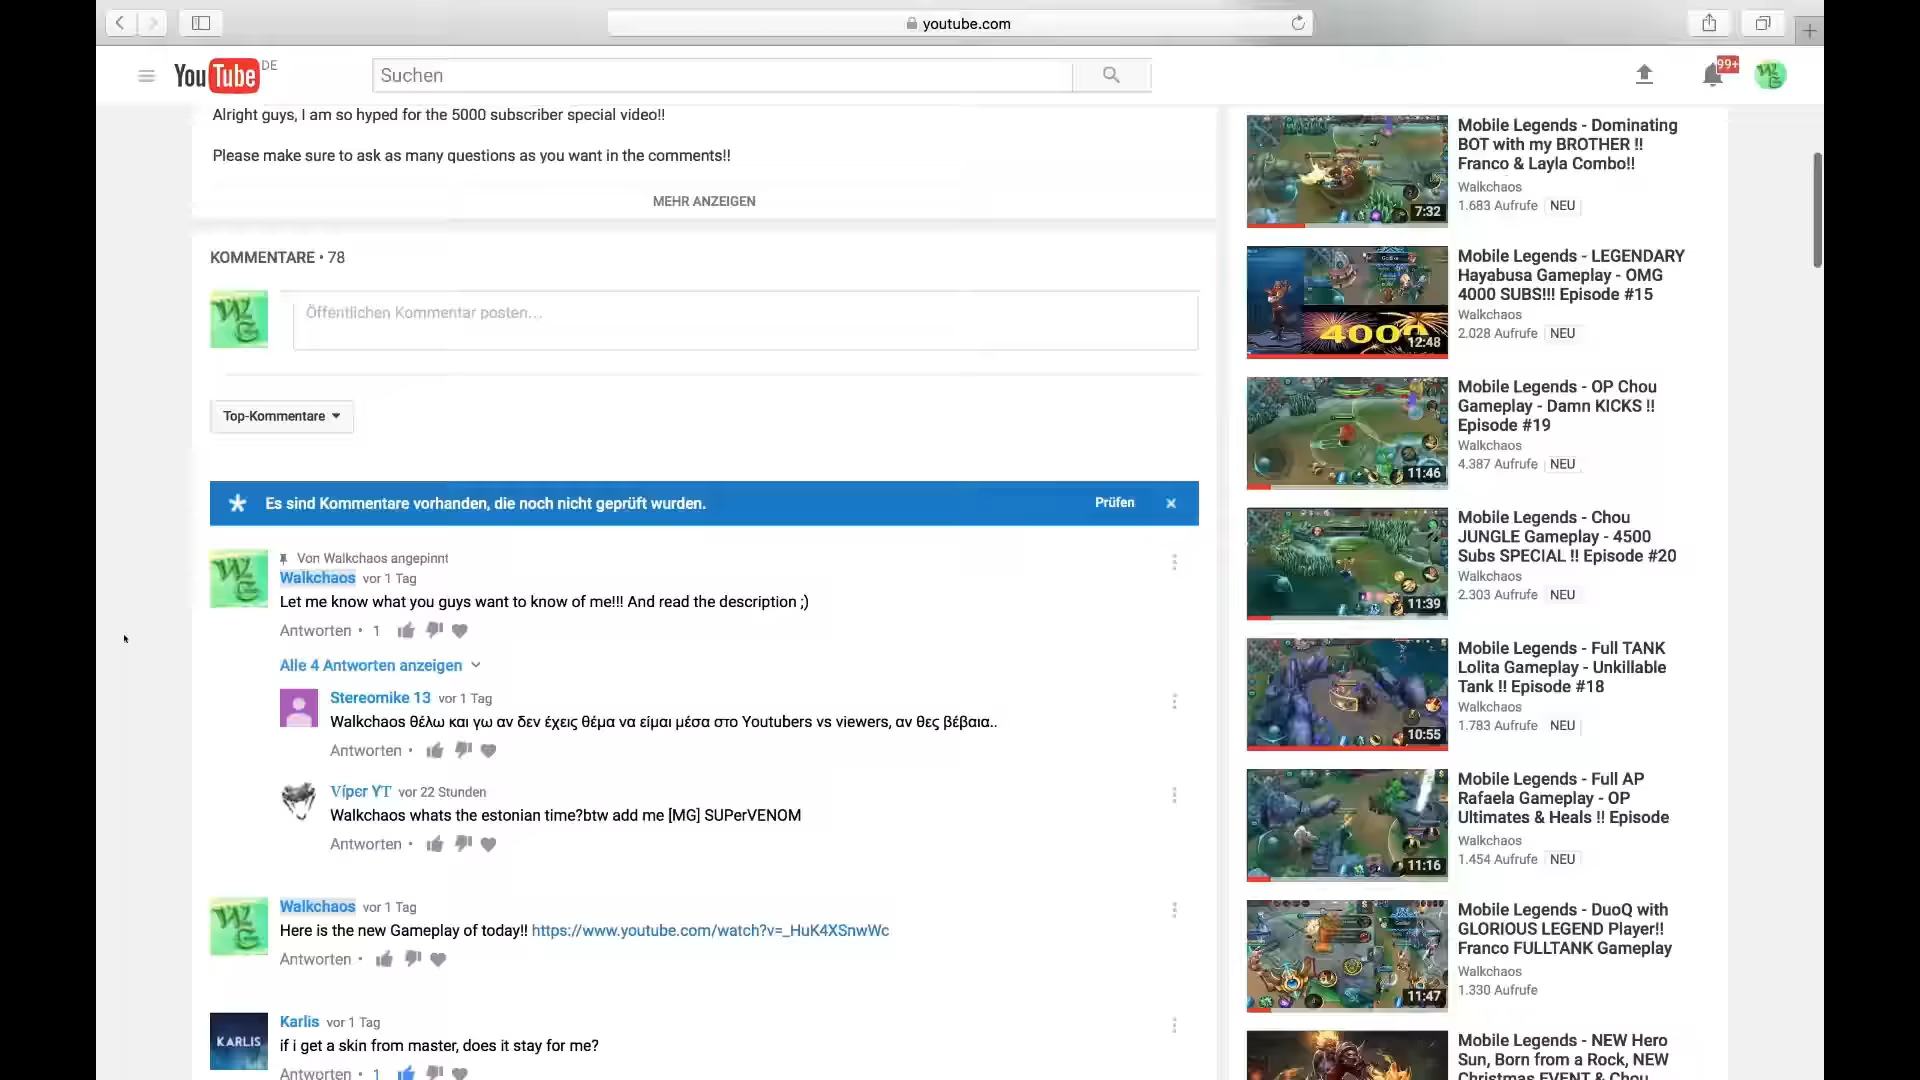 youtube.com
YouTube DE
Suchen
99+
Alright guys, I am so hyped for the 5000 subscriber special video!!
Please make sure to ask as many questions as you want in the comments!!
MEHR ANZEIGEN
KOMMENTARE • 78
Öffentlichen Kommentar posten...
Top-Kommentare
Es sind Kommentare vorhanden, die noch nicht geprüft wurden.
Prüfen
Von Walkchaos angepinnt
Walkchaos vor 1 Tag
Let me know what you guys want to know of me!!! And read the description ;)
Antworten • 1
Alle 4 Antworten anzeigen
Stereomike 13 vor 1 Tag
Walkchaos θέλω και γω αν δεν έχεις θέμα να είμαι μέσα στο Youtubers vs viewers, αν θες βέβαια..
Antworten •
Víper ƳT vor 22 Stunden
Walkchaos whats the estonian time?btw add me [MG] SUPerVENOM
Antworten •
Walkchaos vor 1 Tag
Here is the new Gameplay of today!! https://www.youtube.com/watch?v=_HuK4XSnwWc
Antworten •
KARLIS
Karlis vor 1 Tag
if i get a skin from master, does it stay for me?
Antworten • 1
7:32
Mobile Legends - Dominating
BOT with my BROTHER !!
Franco & Layla Combo!!
Walkchaos
1.683 Aufrufe NEU
4000
12:48
Mobile Legends - LEGENDARY
Hayabusa Gameplay - OMG
4000 SUBS!!! Episode #15
Walkchaos
2.028 Aufrufe NEU
11:46
Mobile Legends - OP Chou
Gameplay - Damn KICKS !!
Episode #19
Walkchaos
4.387 Aufrufe NEU
11:39
Mobile Legends - Chou
JUNGLE Gameplay - 4500
Subs SPECIAL !! Episode #20
Walkchaos
2.303 Aufrufe NEU
10:55
Mobile Legends - Full TANK
Lolita Gameplay - Unkillable
Tank !! Episode #18
Walkchaos
1.783 Aufrufe NEU
11:16
Mobile Legends - Full AP
Rafaela Gameplay - OP
Ultimates & Heals !! Episode
Walkchaos
1.454 Aufrufe NEU
11:47
Mobile Legends - DuoQ with
GLORIOUS LEGEND Player!!
Franco FULLTANK Gameplay
Walkchaos
1.330 Aufrufe
Mobile Legends - NEW Hero
Sun, Born from a Rock, NEW
Christmas EVENT & Chou